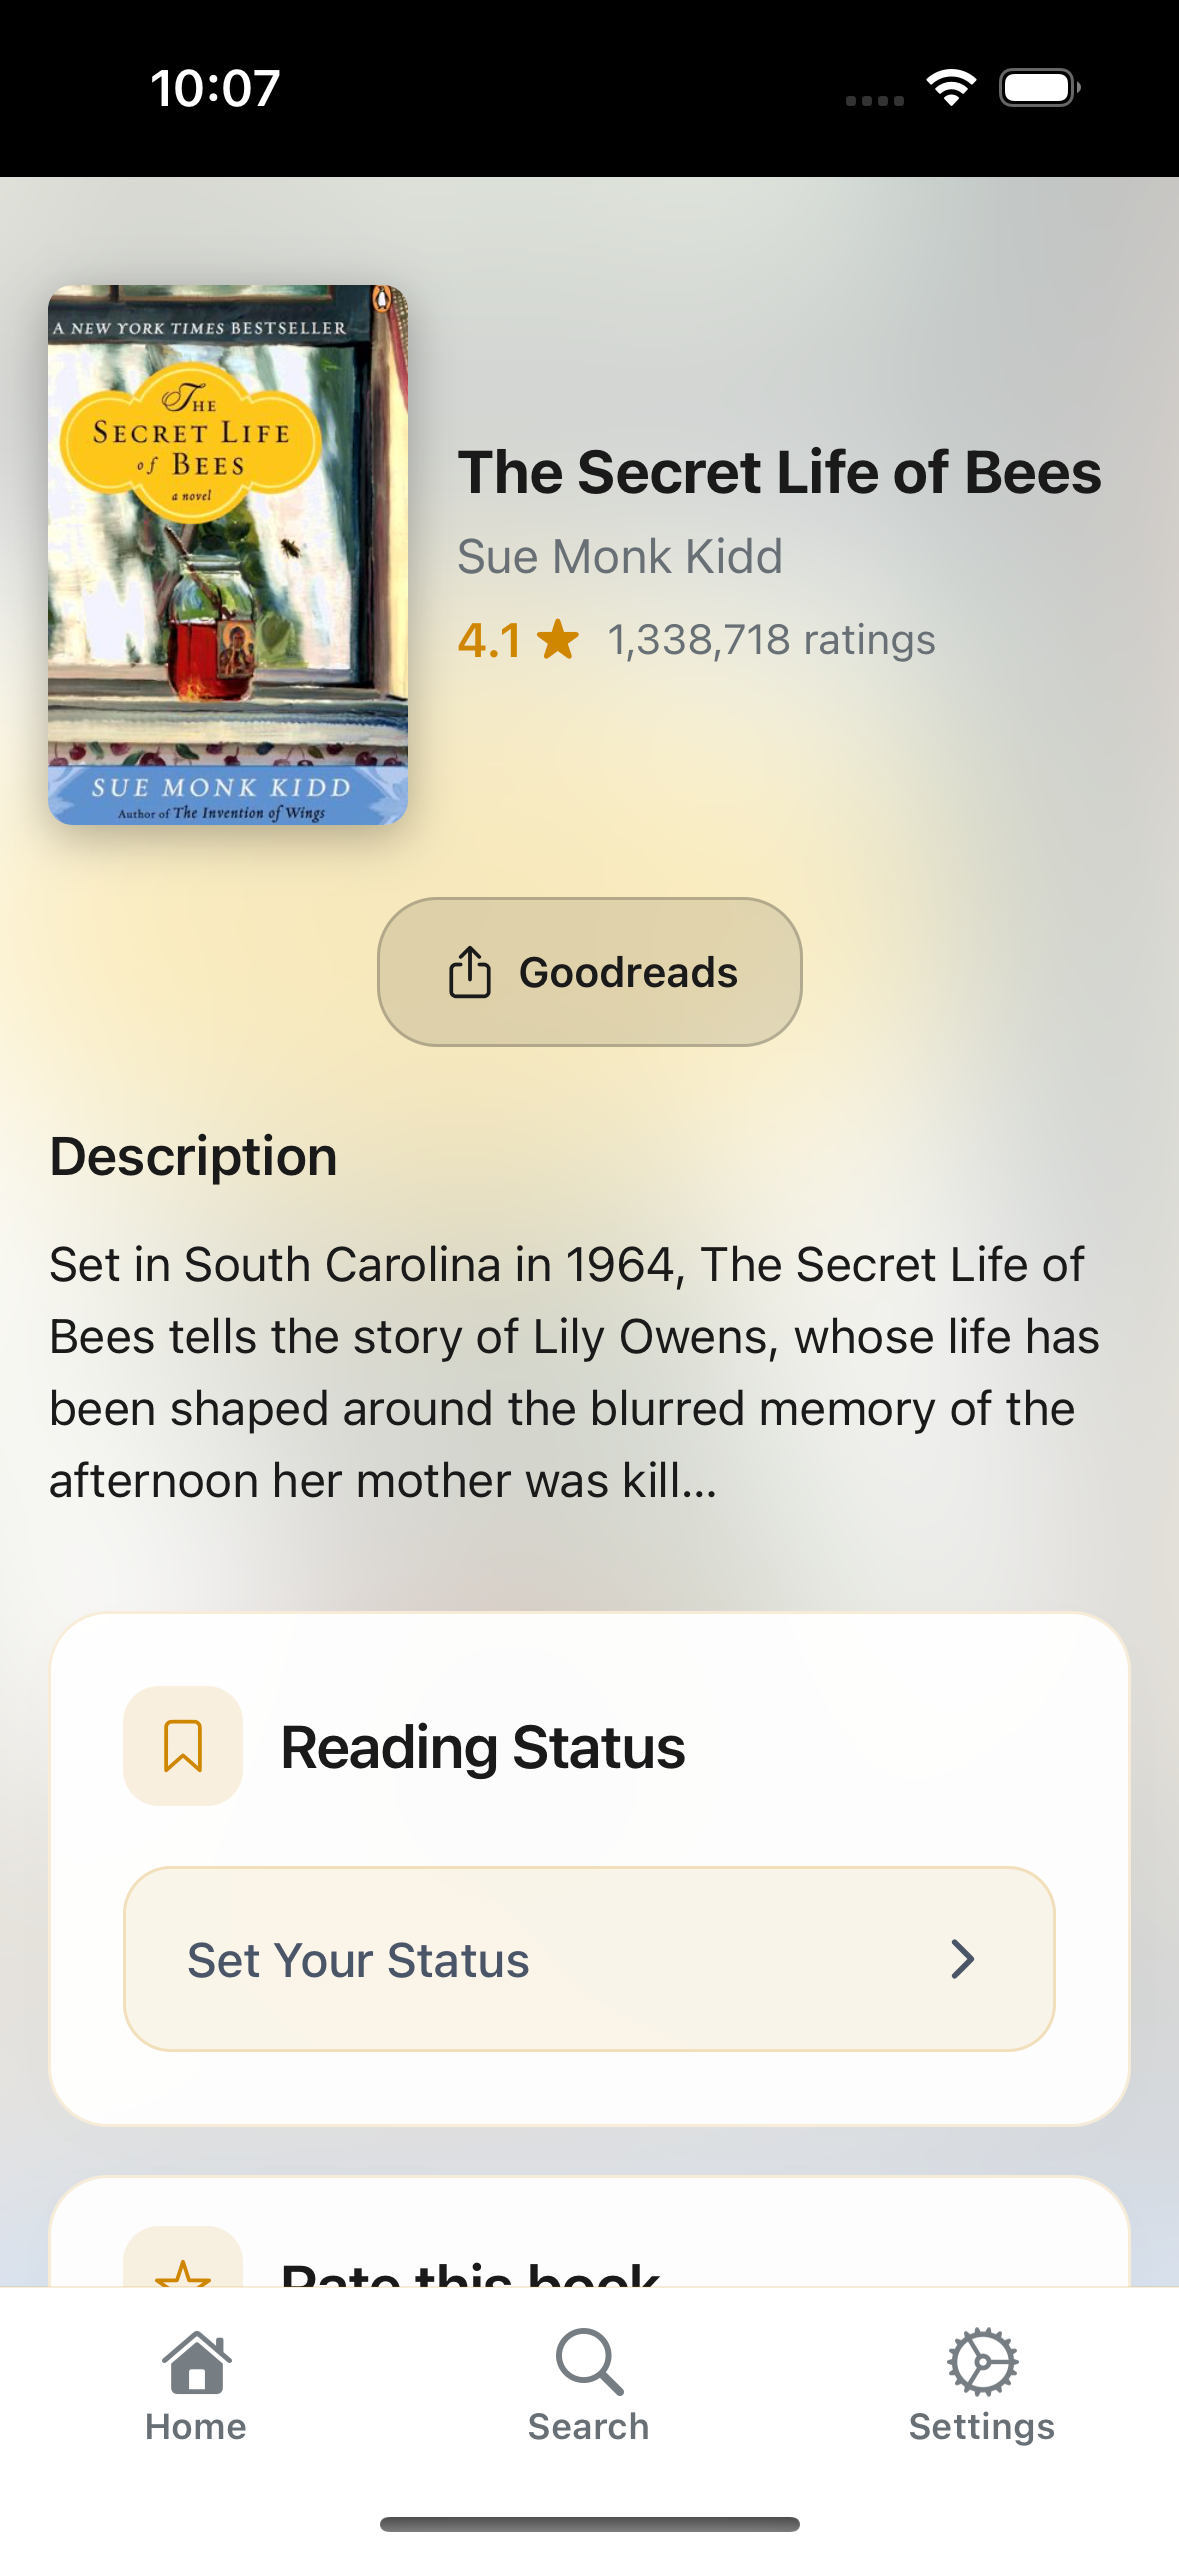 10:07
A NEW YORK TIMES BESTSELLER
The
Secret Life
of Bees
a novel
SUE MONK KIDD
Author of The Invention of Wings
The Secret Life of Bees
Sue Monk Kidd
4.1 ★ 1,338,718 ratings
Goodreads
Description
Set in South Carolina in 1964, The Secret Life of
Bees tells the story of Lily Owens, whose life has
been shaped around the blurred memory of the
afternoon her mother was kill...
Reading Status
Set Your Status
Rate this book
Home
Search
Settings